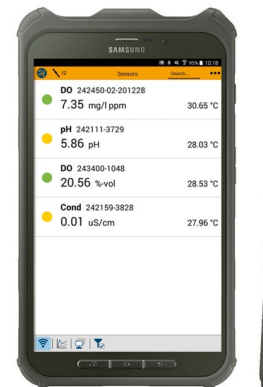 SAMSUNG
95% 10:18
12 Sensors Search... •••
DO 242450-02-201228
7.35 mg/l ppm 30.65 °C
pH 242111-3729
5.86 pH 28.03 °C
DO 243400-1048
20.56 %-vol 28.53 °C
Cond 242159-3828
0.01 uS/cm 27.96 °C